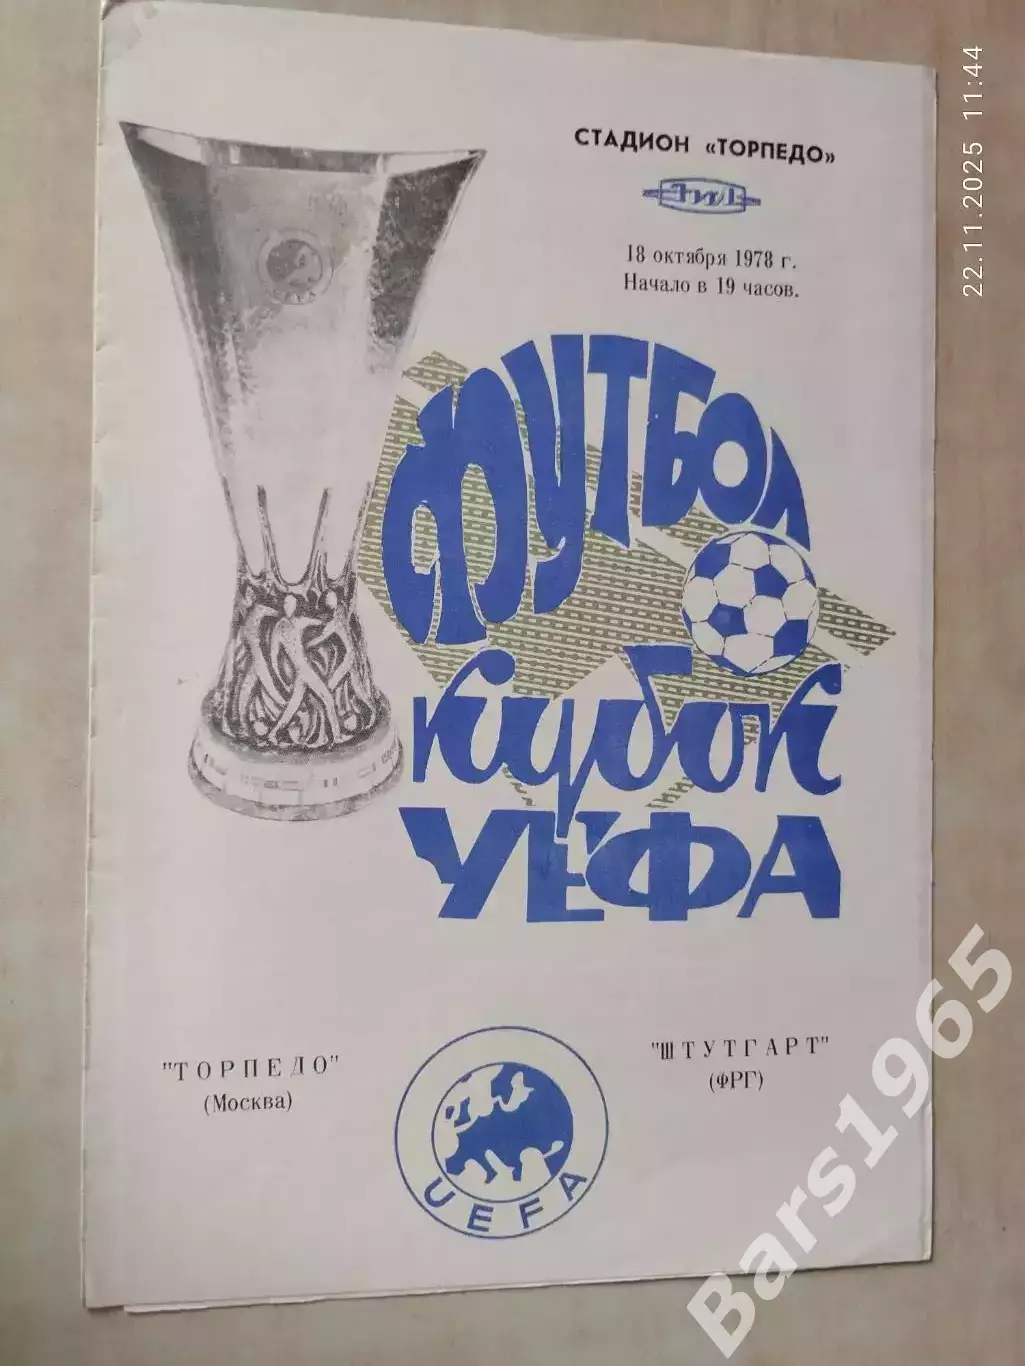 СТАДИОН «ТОРПЕДО»
ЗИЛ
18 октября 1978 г.
Начало в 19 часов.
ФУТБОЛ
Кубок
УЕФА
"ТОРПЕДО"
(Москва)
"ШТУТГАРТ"
(ФРГ)
UEFA
22.11.2025 11:44
Bars1965